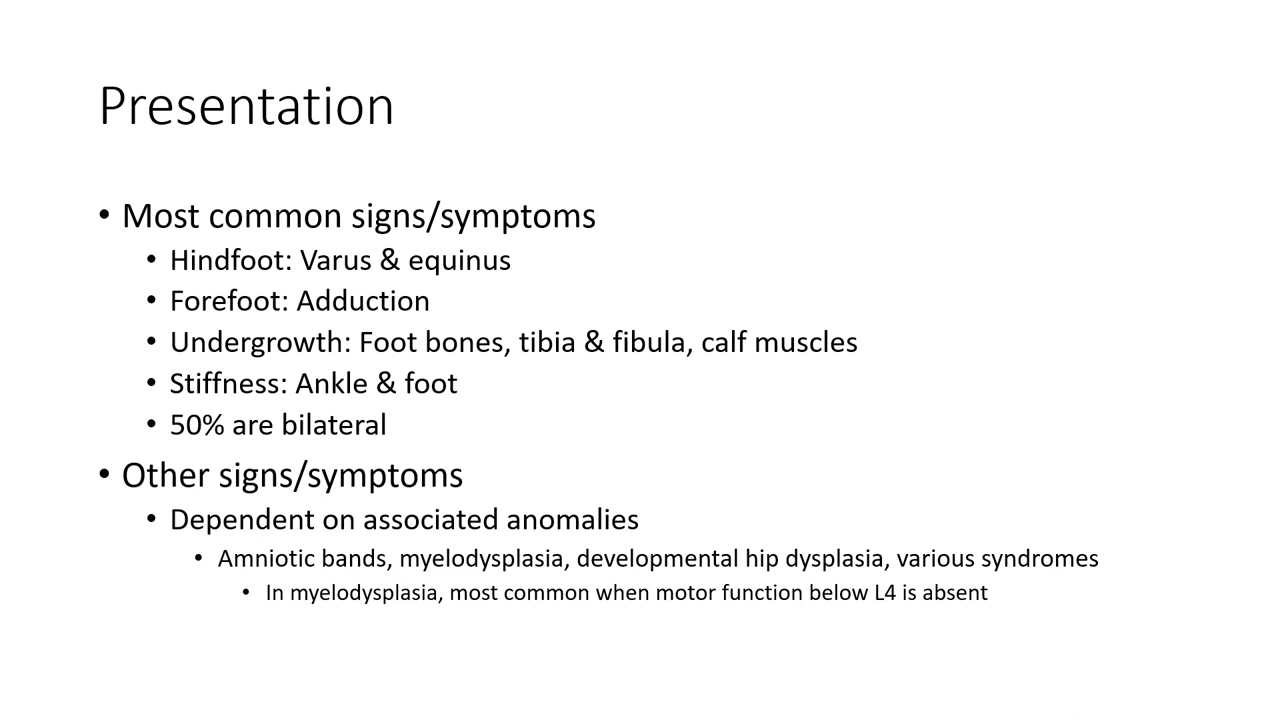 Presentation
• Most common signs/symptoms
• Hindfoot: Varus & equinus
• Forefoot: Adduction
• Undergrowth: Foot bones, tibia & fibula, calf muscles
• Stiffness: Ankle & foot
• 50% are bilateral
• Other signs/symptoms
• Dependent on associated anomalies
• Amniotic bands, myelodysplasia, developmental hip dysplasia, various syndromes
• In myelodysplasia, most common when motor function below L4 is absent